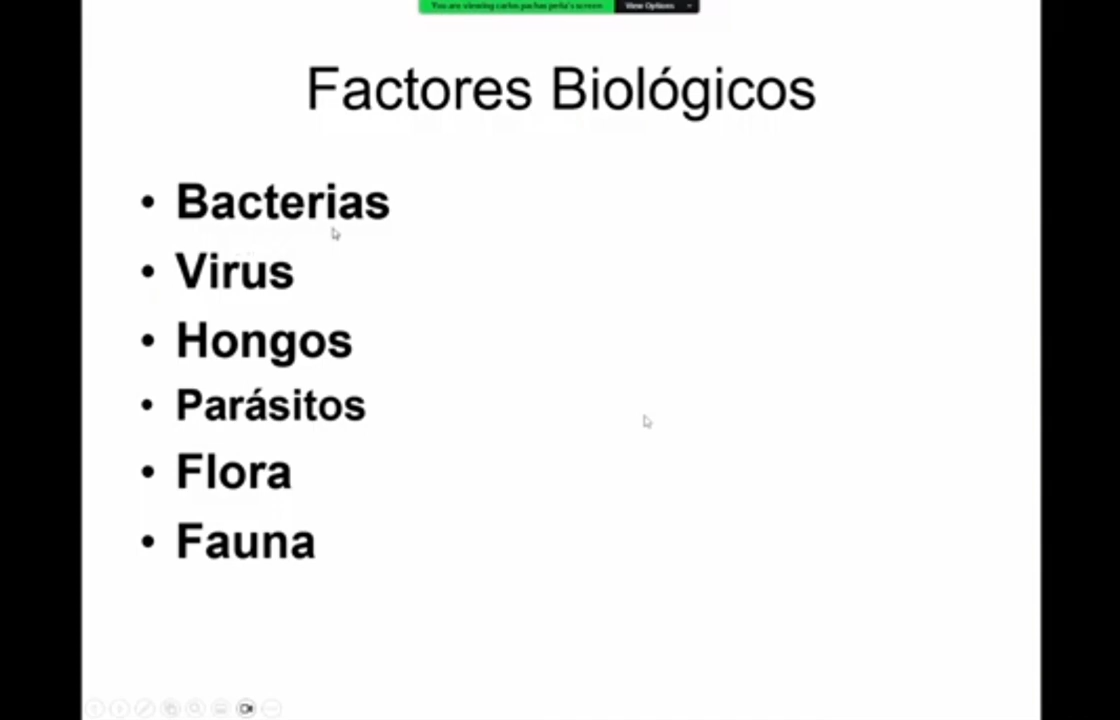 You are viewing carlos pachas peña's screen View Options
Factores Biológicos
• Bacterias
• Virus
• Hongos
• Parásitos
• Flora
• Fauna